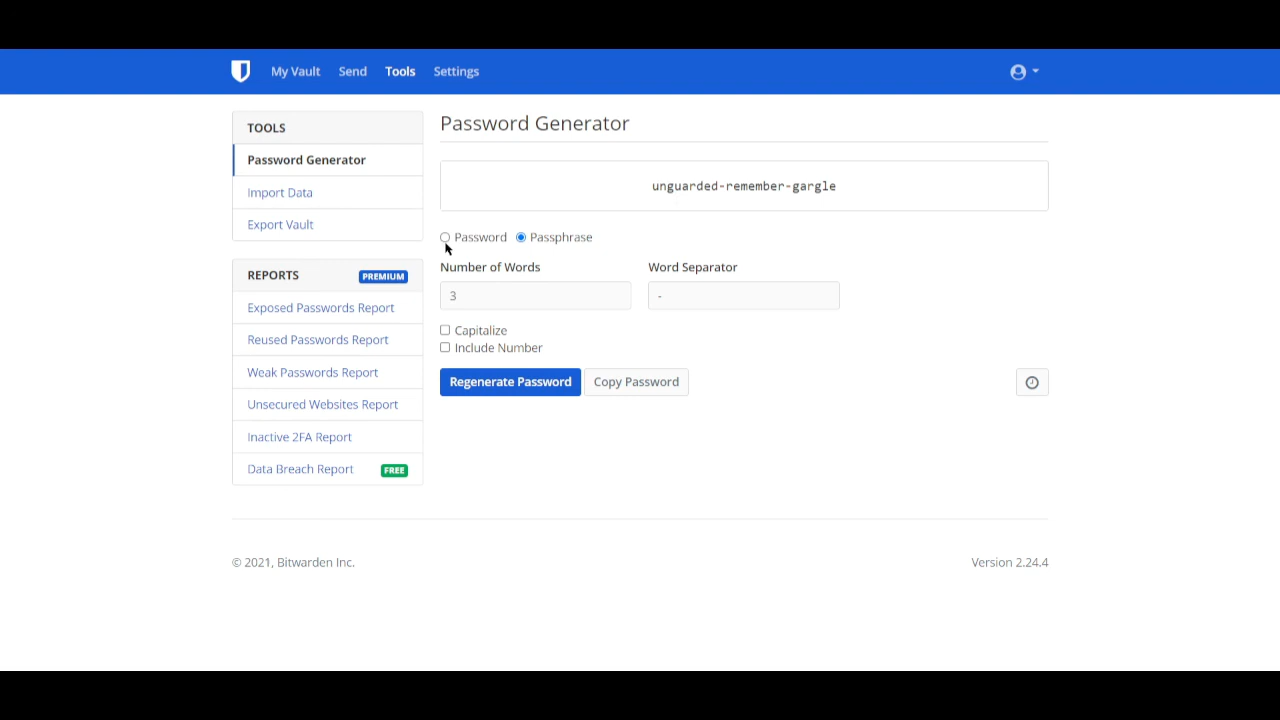 My Vault Send Tools Settings
TOOLS
Password Generator
Import Data
Export Vault
REPORTS PREMIUM
Exposed Passwords Report
Reused Passwords Report
Weak Passwords Report
Unsecured Websites Report
Inactive 2FA Report
Data Breach Report FREE
Password Generator
unguarded-remember-gargle
Password Passphrase
Number of Words Word Separator
3 -
Capitalize
Include Number
Regenerate Password Copy Password
© 2021, Bitwarden Inc. Version 2.24.4